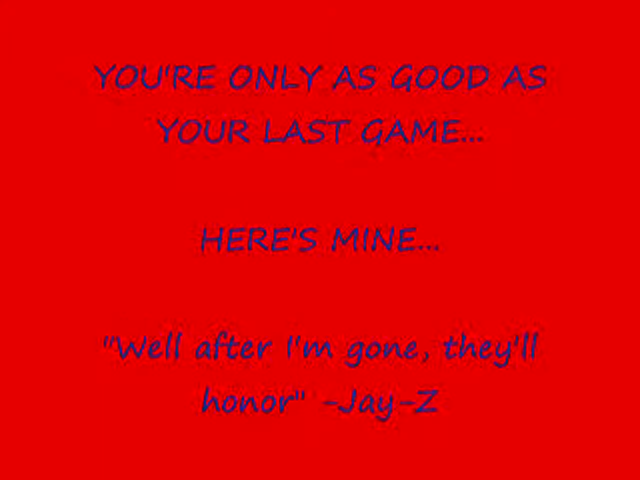 YOU'RE ONLY AS GOOD AS
YOUR LAST GAME...
HERE'S MINE...
"Well after I'm gone, they'll
honor" -Jay-Z